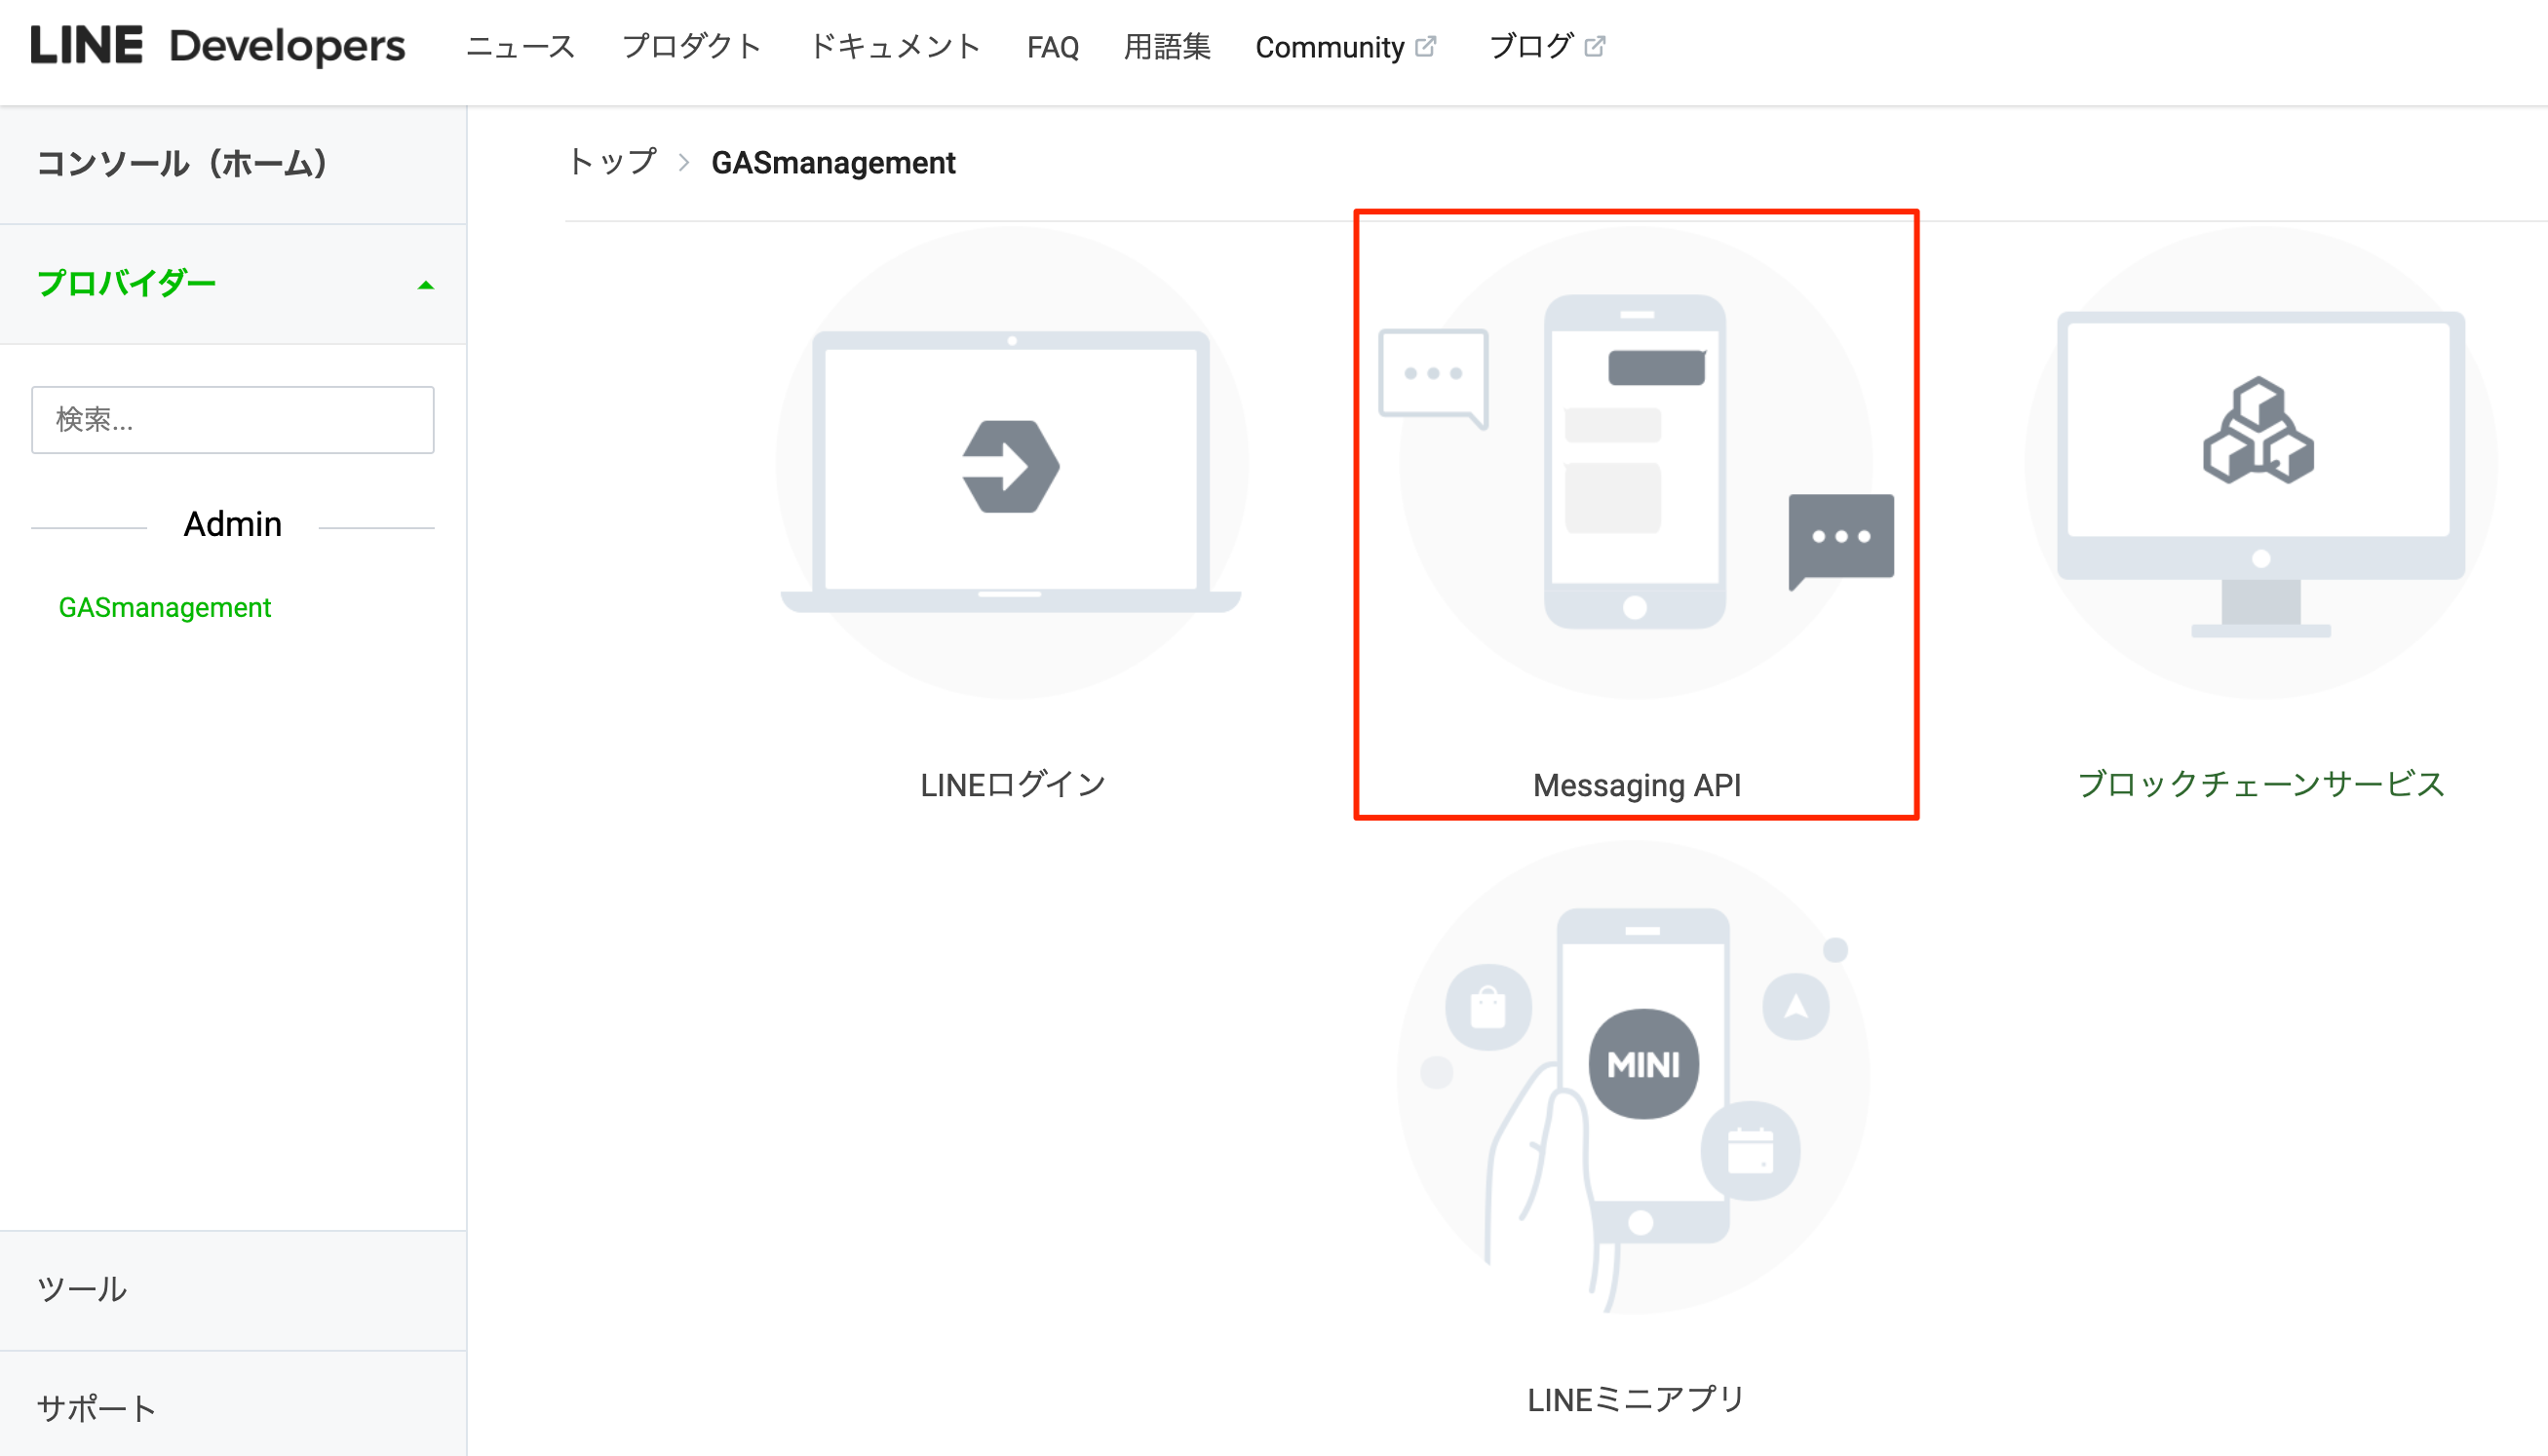 LINE Developers ニュース プロダクト ドキュメント FAQ 用語集 Community ブログ
コンソール（ホーム）
プロバイダー
検索...
Admin
GASmanagement
ツール
サポート
トップ > GASmanagement
LINEログイン
Messaging API
ブロックチェーンサービス
MINI
LINEミニアプリ